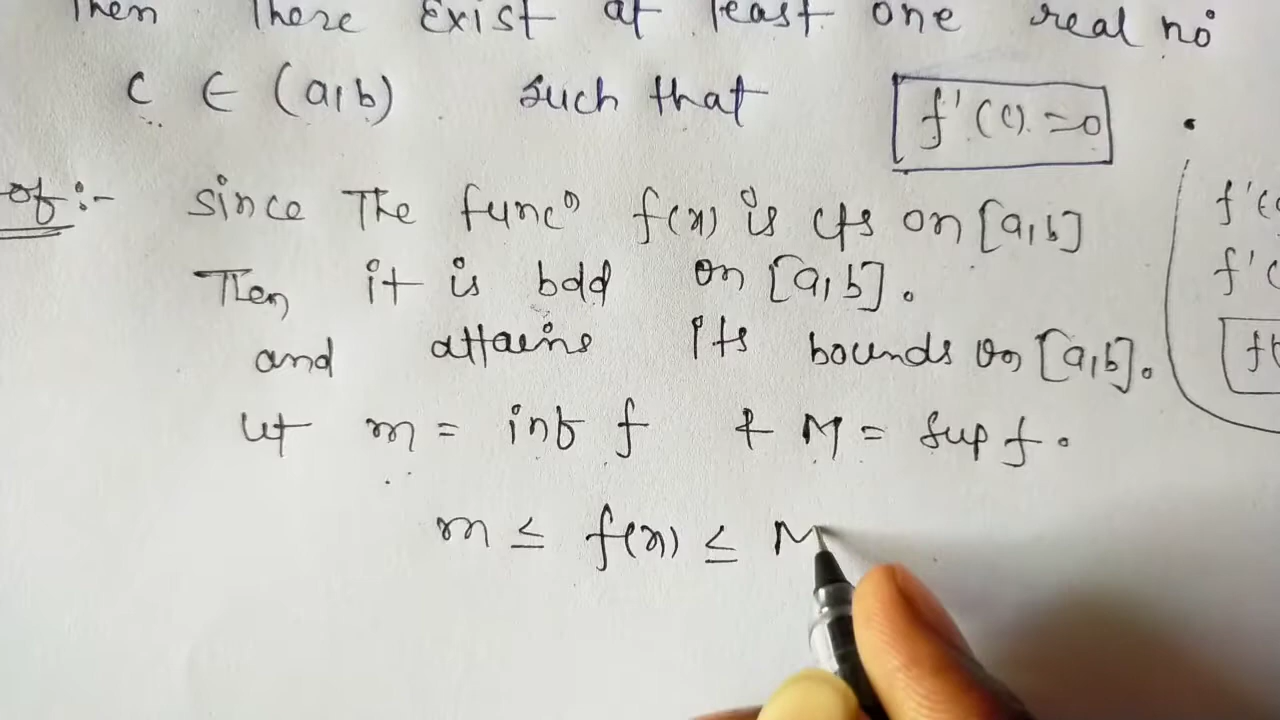 Then There Exist at least one real no
c ∈ (a,b) such that f'(c) = 0
of :- since The funcⁿ f(x) is cts on [a,b]
Then it is bdd on [a,b].
and attains its bounds on [a,b].
let m = inf f & M = sup f.
m ≤ f(x) ≤ M
f'(
f'(
f(